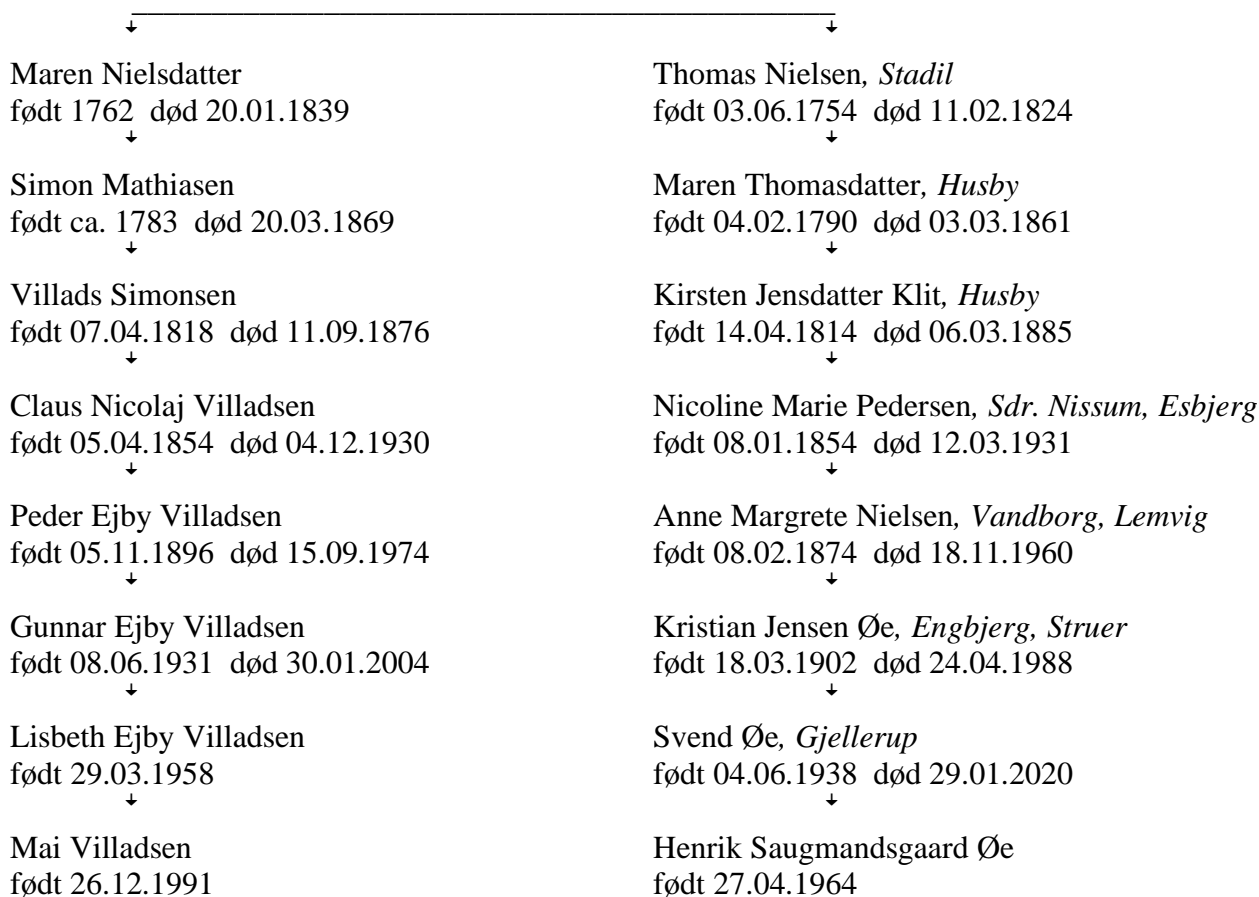 Maren Nielsdatter
født 1762 død 20.01.1839
Thomas Nielsen, Stadil
født 03.06.1754 død 11.02.1824
Simon Mathiasen
født ca. 1783 død 20.03.1869
Maren Thomasdatter, Husby
født 04.02.1790 død 03.03.1861
Villads Simonsen
født 07.04.1818 død 11.09.1876
Kirsten Jensdatter Klit, Husby
født 14.04.1814 død 06.03.1885
Claus Nicolaj Villadsen
født 05.04.1854 død 04.12.1930
Nicoline Marie Pedersen, Sdr. Nissum, Esbjerg
født 08.01.1854 død 12.03.1931
Peder Ejby Villadsen
født 05.11.1896 død 15.09.1974
Anne Margrete Nielsen, Vandborg, Lemvig
født 08.02.1874 død 18.11.1960
Gunnar Ejby Villadsen
født 08.06.1931 død 30.01.2004
Kristian Jensen Øe, Engbjerg, Struer
født 18.03.1902 død 24.04.1988
Lisbeth Ejby Villadsen
født 29.03.1958
Svend Øe, Gjellerup
født 04.06.1938 død 29.01.2020
Mai Villadsen
født 26.12.1991
Henrik Saugmandsgaard Øe
født 27.04.1964